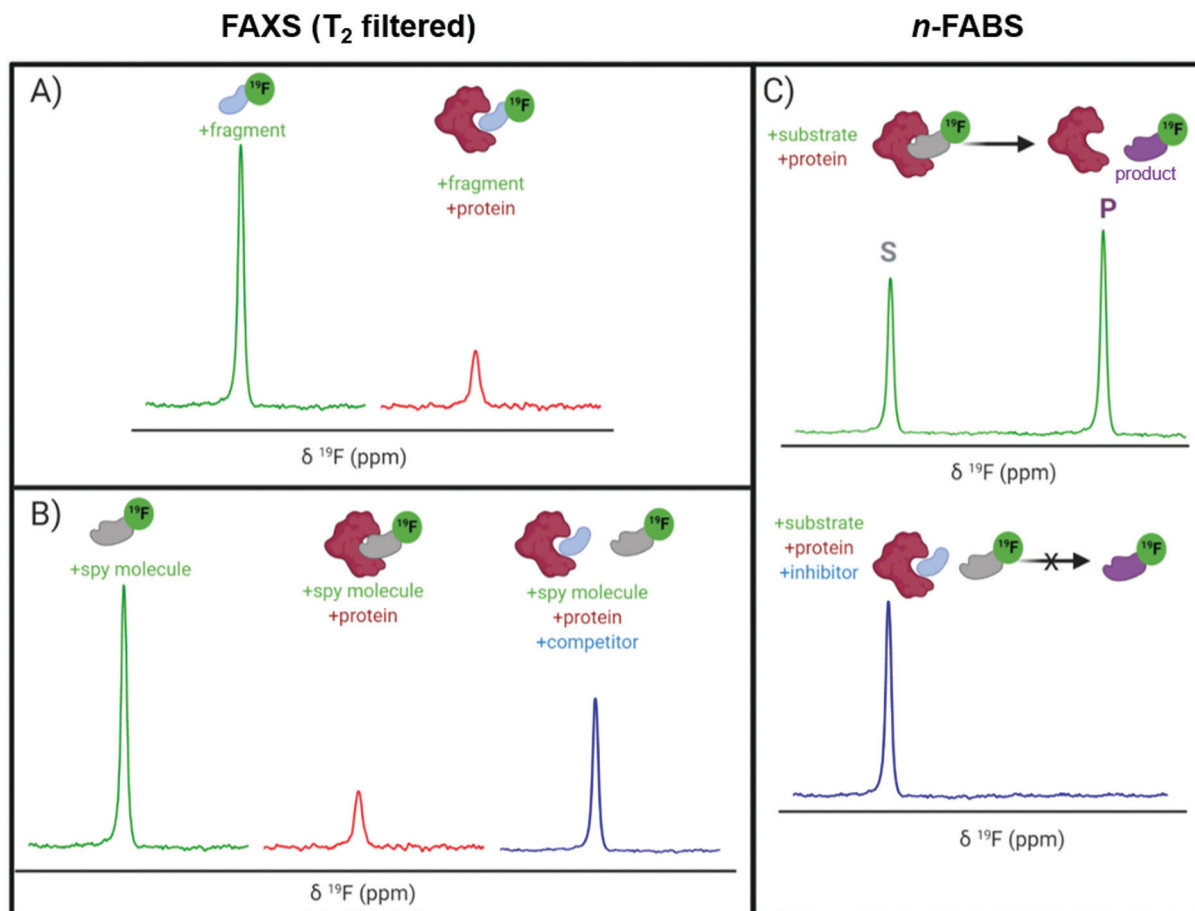 FAXS (T₂ filtered)
n-FABS
A)
¹⁹F
+fragment
¹⁹F
+fragment
+protein
δ ¹⁹F (ppm)
B)
¹⁹F
+spy molecule
¹⁹F
+spy molecule
+protein
¹⁹F
+spy molecule
+protein
+competitor
δ ¹⁹F (ppm)
C)
+substrate
+protein
¹⁹F
¹⁹F
product
S
P
δ ¹⁹F (ppm)
+substrate
+protein
+inhibitor
¹⁹F
¹⁹F
δ ¹⁹F (ppm)